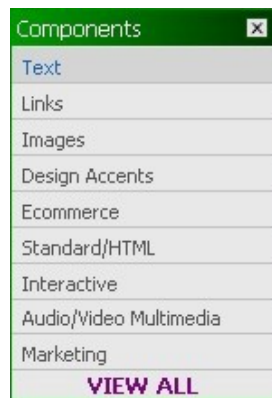 Components
Text
Links
Images
Design Accents
Ecommerce
Standard/HTML
Interactive
Audio/Video Multimedia
Marketing
VIEW ALL